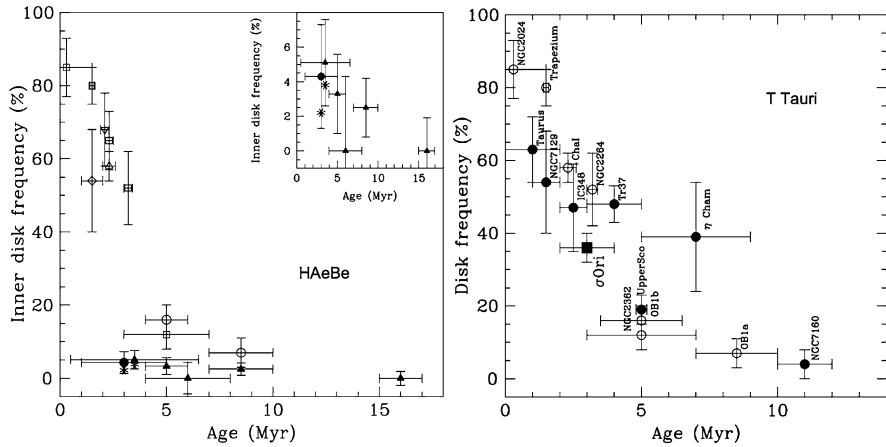 Inner disk frequency (%)
100
80
60
40
20
0
0
5
10
15
Age (Myr)
HAeBe
Inner disk frequency (%)
6
4
2
0
0
5
10
15
Age (Myr)
Disk frequency (%)
100
80
60
40
20
0
0
5
10
Age (Myr)
T Tauri
NGC2024
Trapezium
Taurus
NGC7129
ChaI
IC348
NGC2264
Tr37
σOri
η Cham
NGC2362
UpperSco
OB1b
OB1a
NGC7160